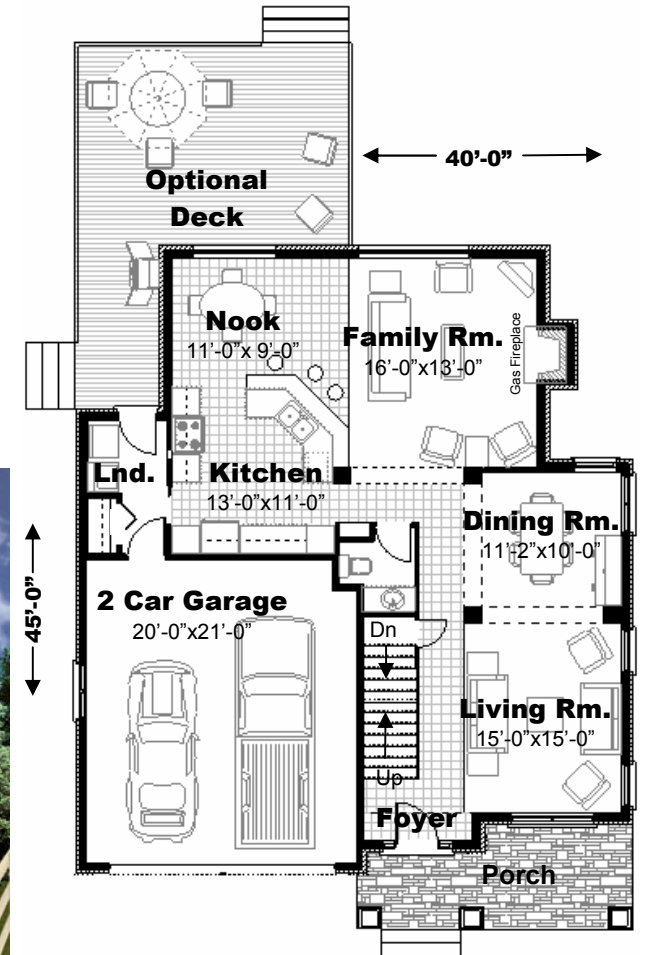 40'-0"
Optional
Deck
Nook
11'-0"x 9'-0"
Family Rm.
16'-0"x13'-0"
Gas Fireplace
Lnd.
Kitchen
13'-0"x11'-0"
Dining Rm.
11'-2"x10'-0"
45'-0"
2 Car Garage
20'-0"x21'-0"
Dn
Living Rm.
15'-0"x15'-0"
Up
Foyer
Porch